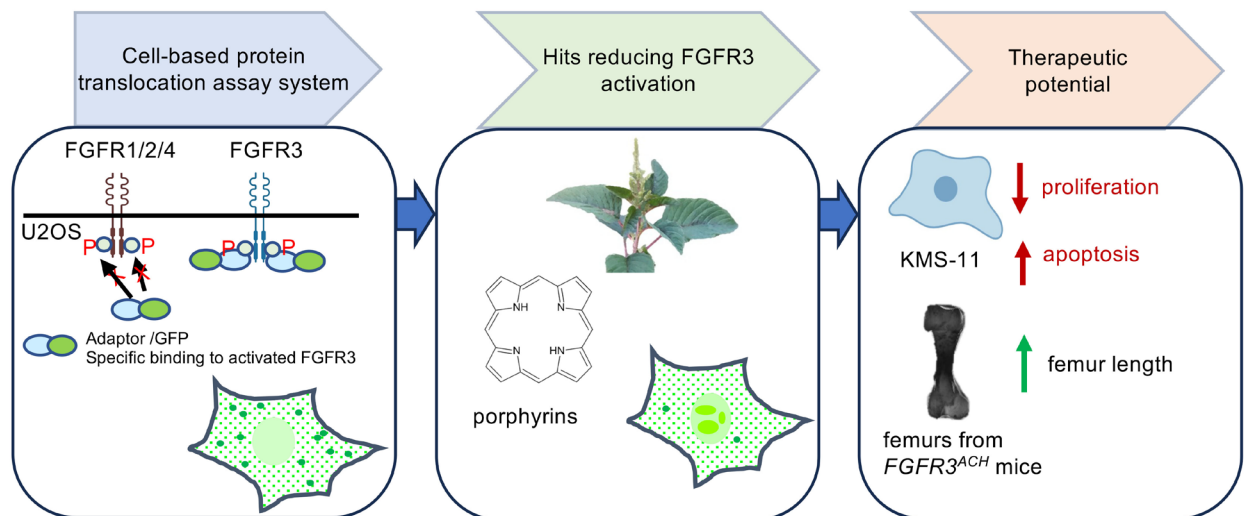 Cell-based protein
translocation assay system
Hits reducing FGFR3
activation
Therapeutic
potential
FGFR1/2/4
FGFR3
U2OS
P
P
P
P
Adaptor /GFP
Specific binding to activated FGFR3
NH
N
N
HN
porphyrins
proliferation
KMS-11
apoptosis
femur length
femurs from
FGFR3ACH mice